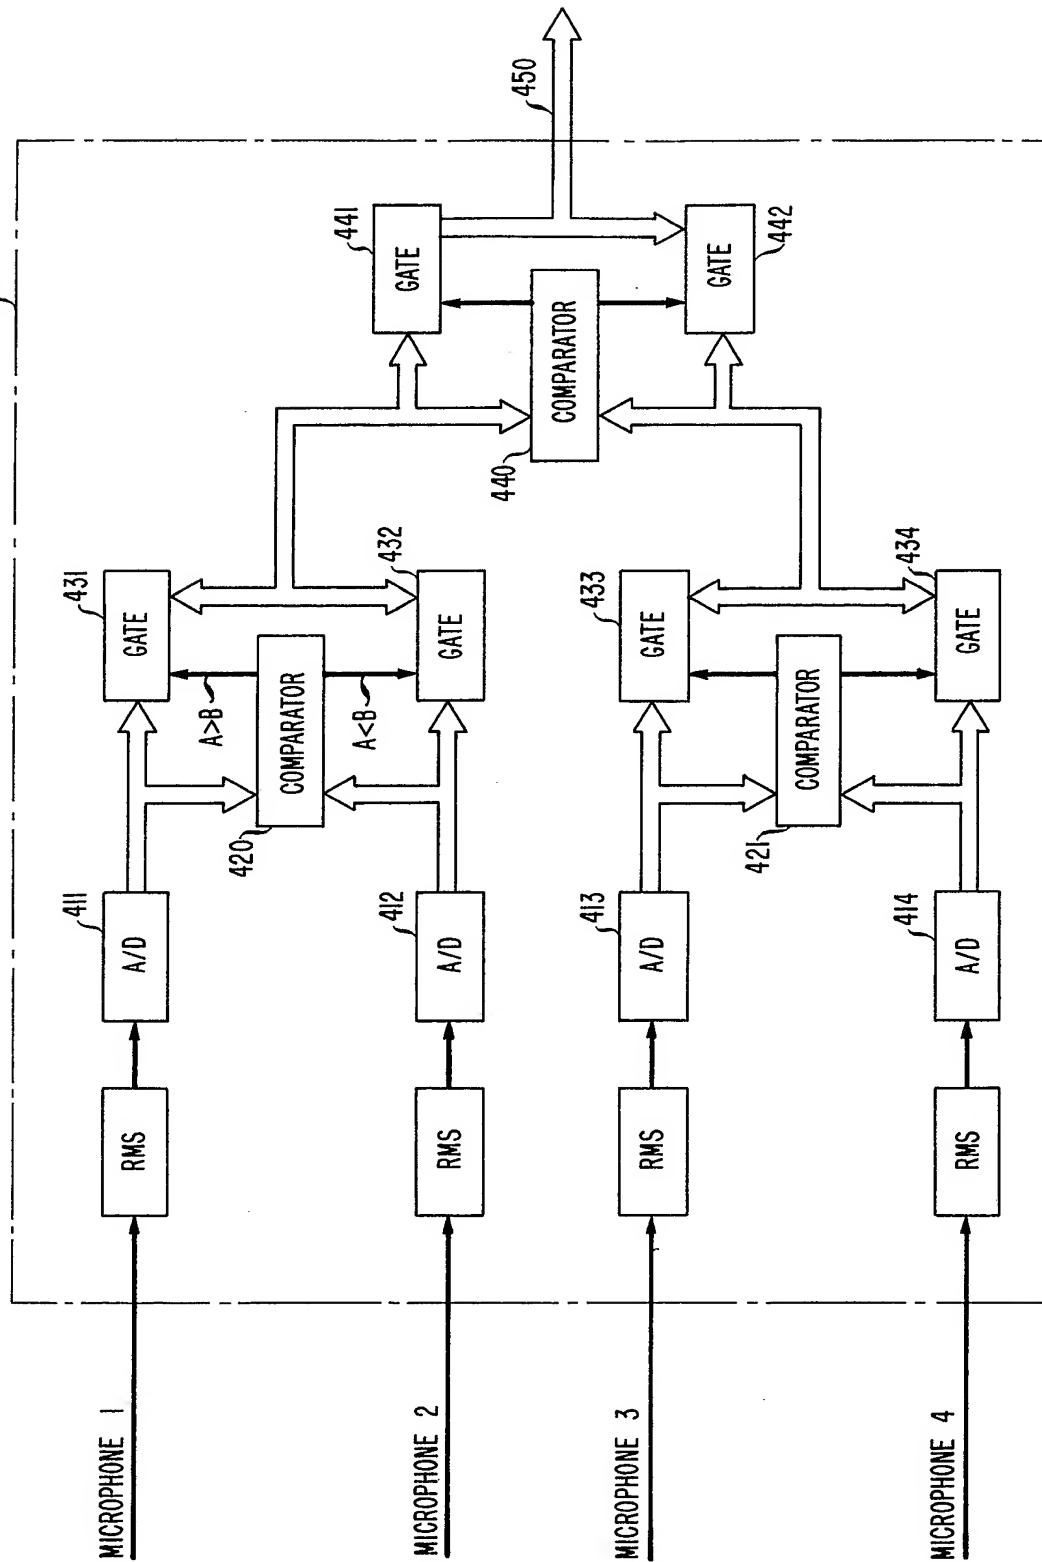 MICROPHONE 1
RMS
A/D
411
GATE
431
A>B
A<B
COMPARATOR
420
MICROPHONE 2
RMS
A/D
412
GATE
432
GATE
441
COMPARATOR
440
GATE
442
450
MICROPHONE 3
RMS
A/D
413
GATE
433
COMPARATOR
421
MICROPHONE 4
RMS
A/D
414
GATE
434